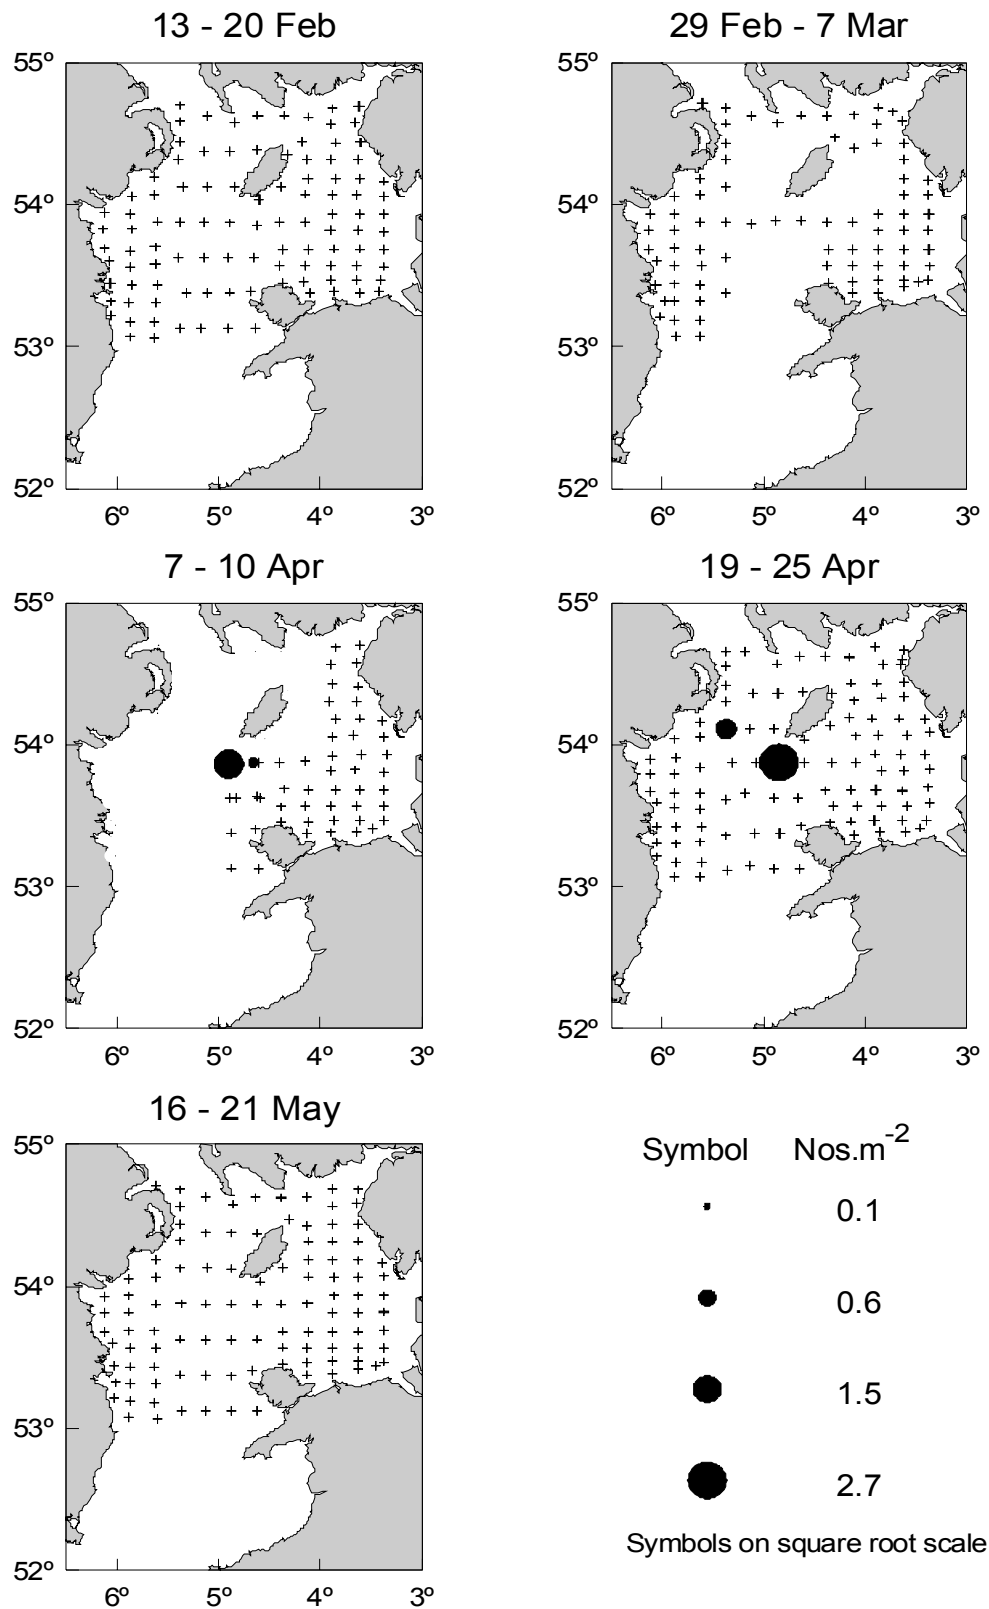 13 - 20 Feb
29 Feb - 7 Mar
55º
54º
53º
52º
6º 5º 4º 3º
55º
54º
53º
52º
6º 5º 4º 3º
7 - 10 Apr
19 - 25 Apr
55º
54º
53º
52º
6º 5º 4º 3º
55º
54º
53º
52º
6º 5º 4º 3º
16 - 21 May
55º
54º
53º
52º
6º 5º 4º 3º
Symbol Nos.m⁻²
0.1
0.6
1.5
2.7
Symbols on square root scale